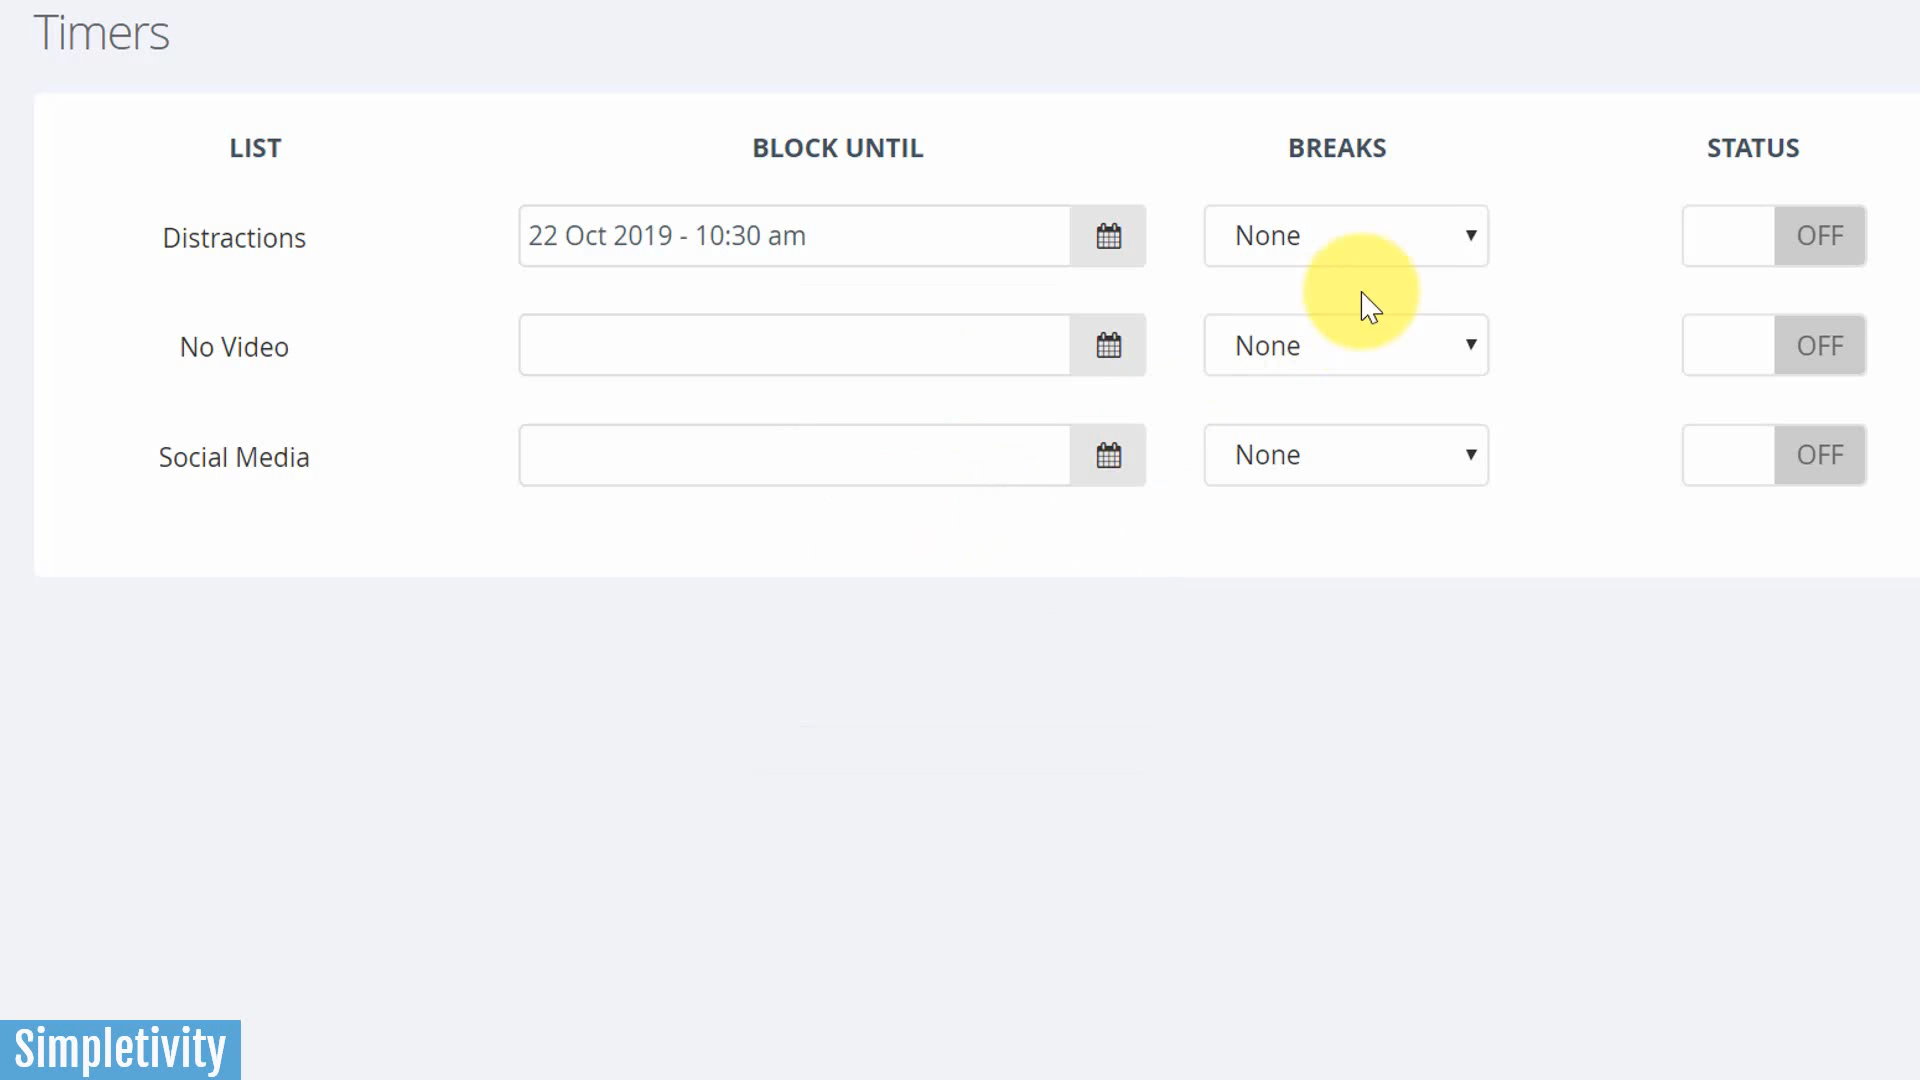 Timers
LIST BLOCK UNTIL BREAKS STATUS
Distractions 22 Oct 2019 - 10:30 am None OFF
No Video None OFF
Social Media None OFF
Simpletivity